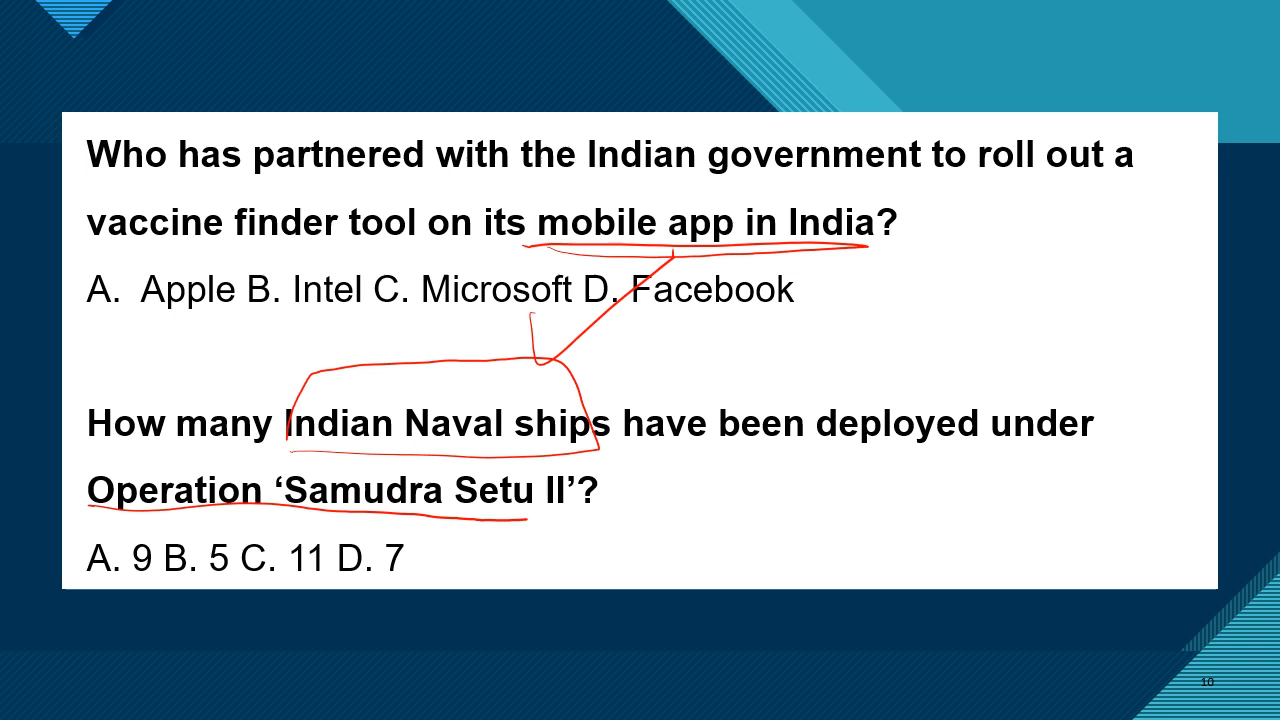 Who has partnered with the Indian government to roll out a
vaccine finder tool on its mobile app in India?
A.  Apple B. Intel C. Microsoft D. Facebook
How many Indian Naval ships have been deployed under
Operation ‘Samudra Setu II’?
A. 9 B. 5 C. 11 D. 7
10